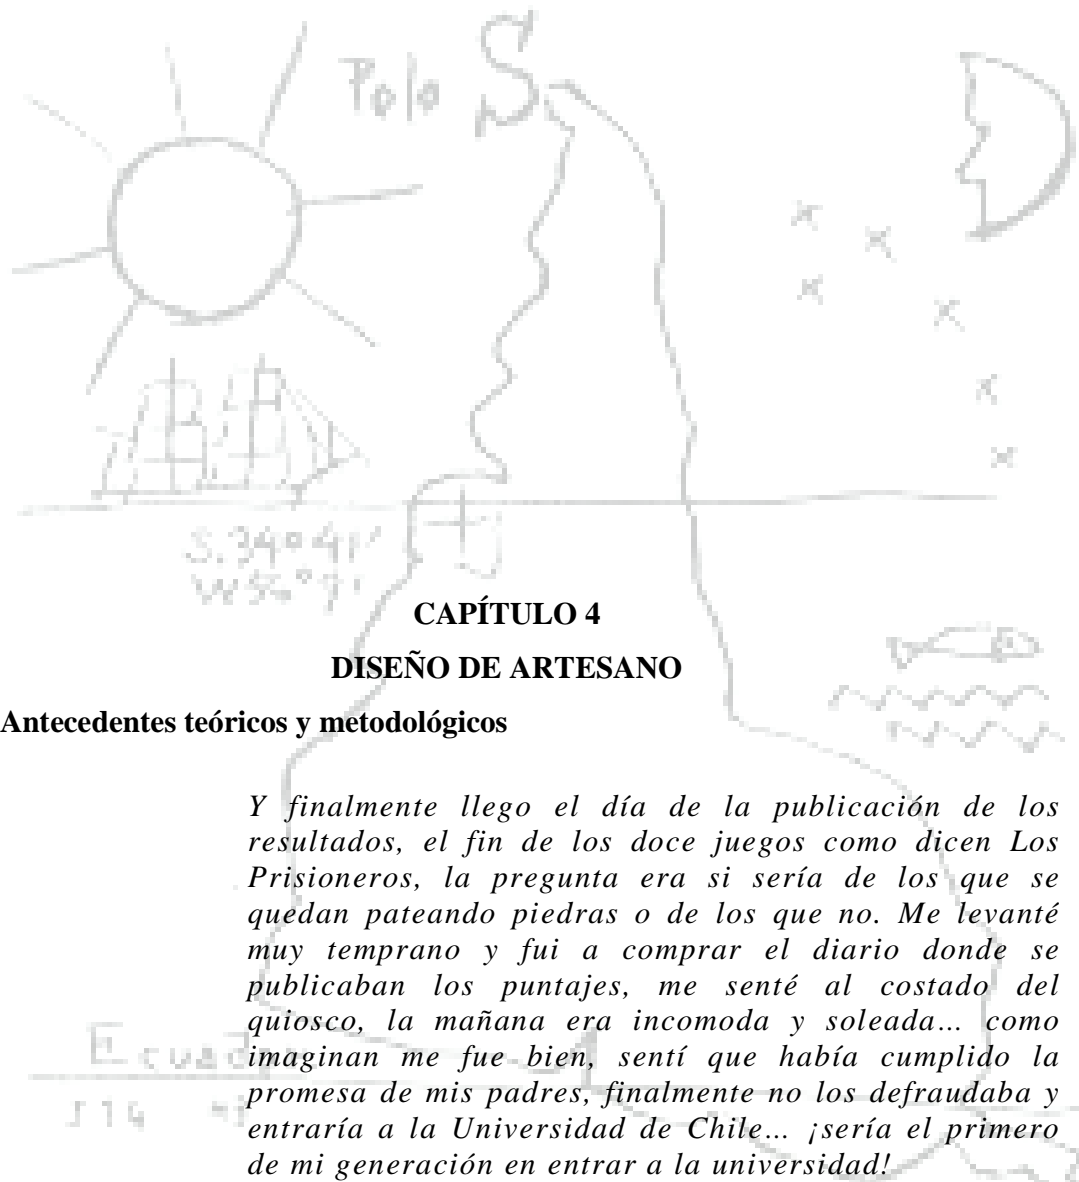 Polo S.
S. 34° 41'
CAPÍTULO 4
DISEÑO DE ARTESANO
Antecedentes teóricos y metodológicos
Y finalmente llego el día de la publicación de los
resultados, el fin de los doce juegos como dicen Los
Prisioneros, la pregunta era si sería de los que se
quedan pateando piedras o de los que no. Me levanté
muy temprano y fui a comprar el diario donde se
publicaban los puntajes, me senté al costado del
quiosco, la mañana era incomoda y soleada... como
imaginan me fue bien, sentí que había cumplido la
promesa de mis padres, finalmente no los defraudaba y
entraría a la Universidad de Chile... ¡sería el primero
de mi generación en entrar a la universidad!